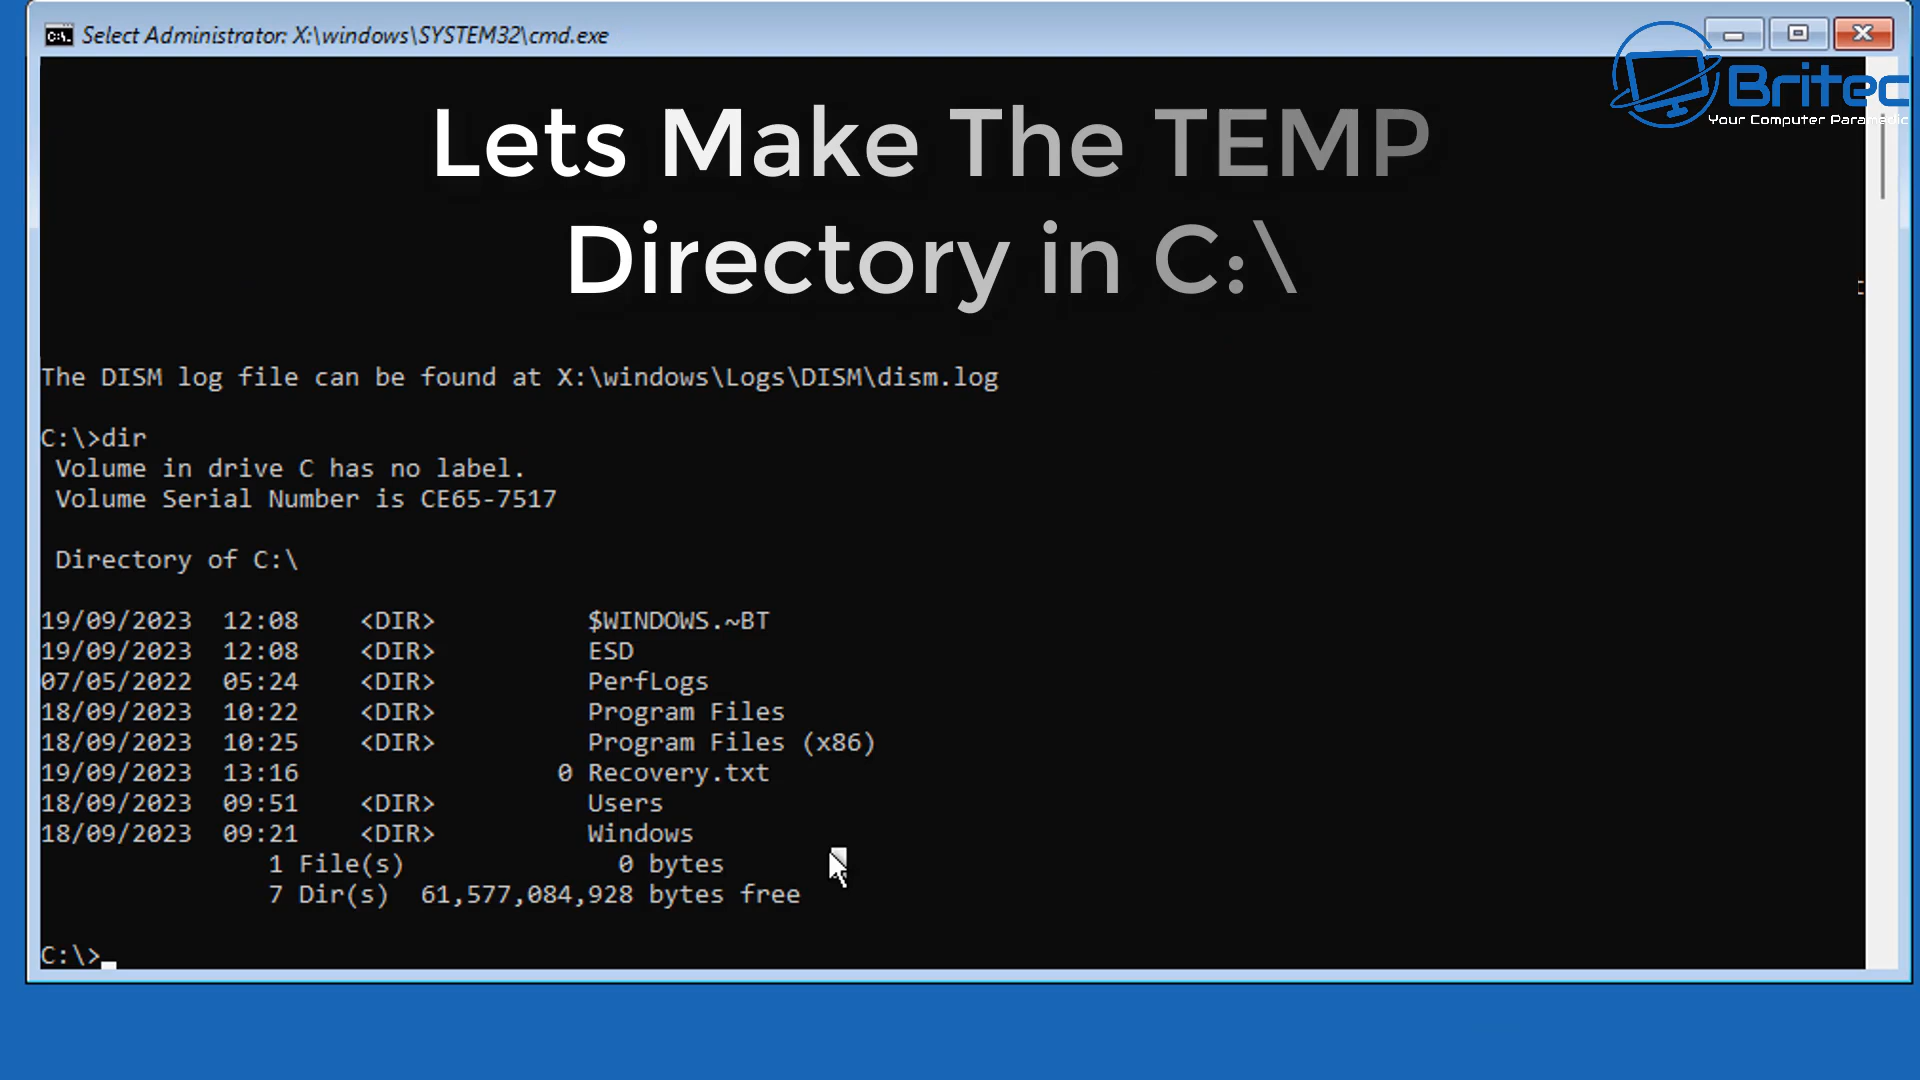 Select Administrator: X:\windows\SYSTEM32\cmd.exe
Britec
Your Computer Paramedic
Lets Make The TEMP
Directory in C:\
The DISM log file can be found at X:\windows\Logs\DISM\dism.log
C:\>dir
Volume in drive C has no label.
Volume Serial Number is CE65-7517
Directory of C:\
19/09/2023 12:08 <DIR> $WINDOWS.~BT
19/09/2023 12:08 <DIR> ESD
07/05/2022 05:24 <DIR> PerfLogs
18/09/2023 10:22 <DIR> Program Files
18/09/2023 10:25 <DIR> Program Files (x86)
19/09/2023 13:16 0 Recovery.txt
18/09/2023 09:51 <DIR> Users
18/09/2023 09:21 <DIR> Windows
1 File(s) 0 bytes
7 Dir(s) 61,577,084,928 bytes free
C:\>